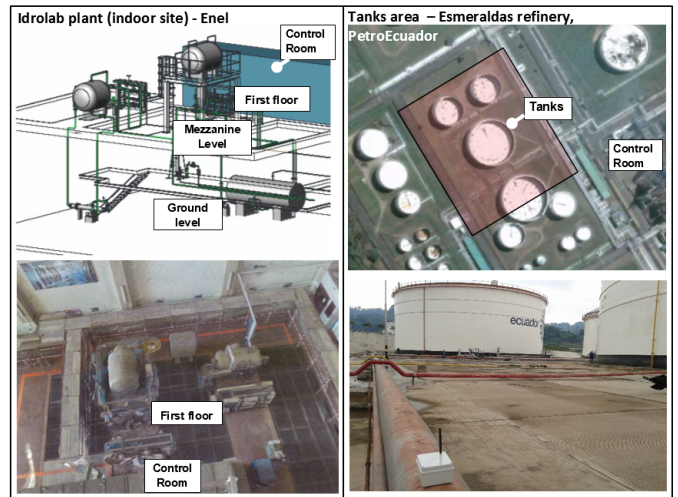 Idrolab plant (indoor site) - Enel
Control
Room
First floor
Mezzanine
Level
Ground
level
First floor
Control
Room
Tanks area – Esmeraldas refinery,
PetroEcuador
Tanks
Control
Room
ecuador